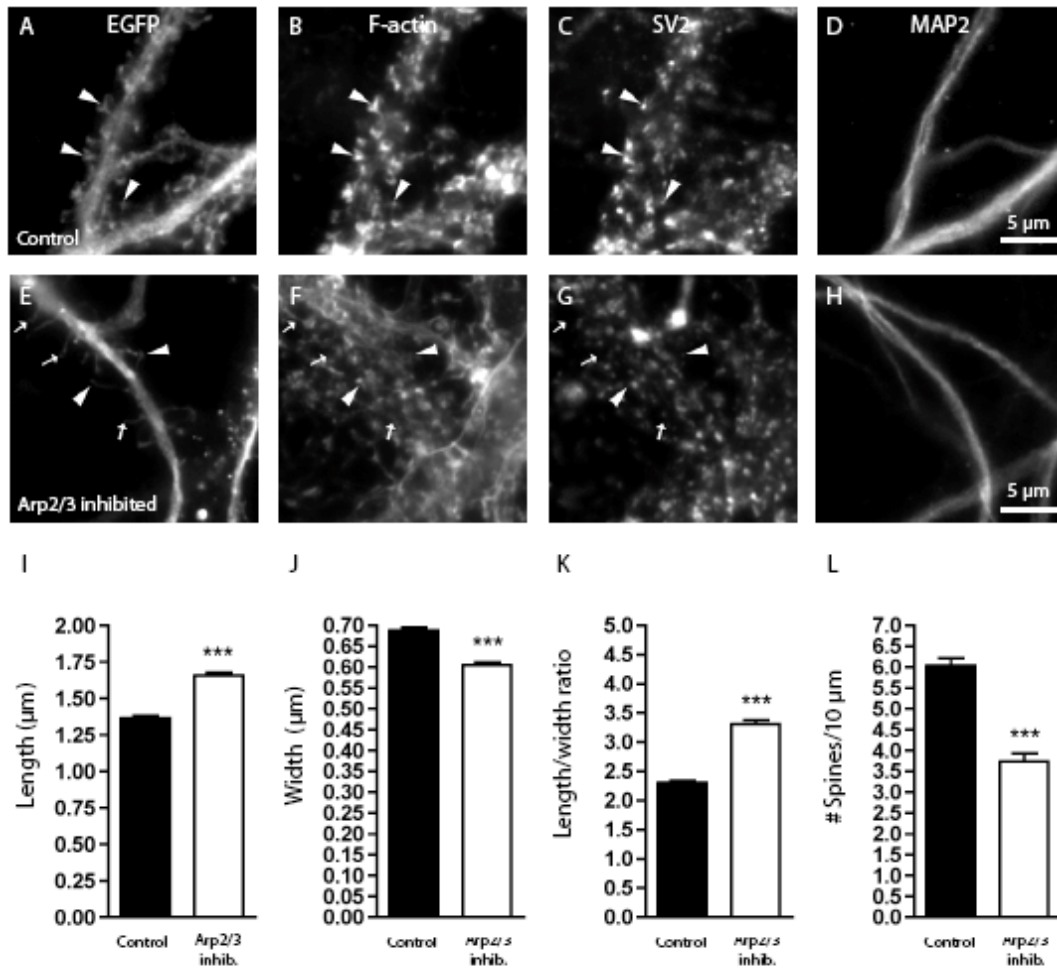 A EGFP
B F-actin
C SV2
D MAP2
Control
5 µm
E
F
G
H
Arp2/3 inhibited
5 µm
I
J
K
L
Length (µm)
2.00
1.75
1.50
1.25
1.00
0.75
0.50
0.25
0.00
***
Control
Arp2/3
inhib.
Width (µm)
0.70
0.65
0.60
0.55
0.50
0.45
0.40
0.35
0.30
0.25
0.20
0.15
0.10
0.05
0.00
***
Control
Arp2/3
inhib.
Length/width ratio
5.0
4.5
4.0
3.5
3.0
2.5
2.0
1.5
1.0
0.5
0.0
***
Control
Arp2/3
inhib.
# Spines/10 µm
7.0
6.5
6.0
5.5
5.0
4.5
4.0
3.5
3.0
2.5
2.0
1.5
1.0
0.5
0.0
***
Control
Arp2/3
inhib.